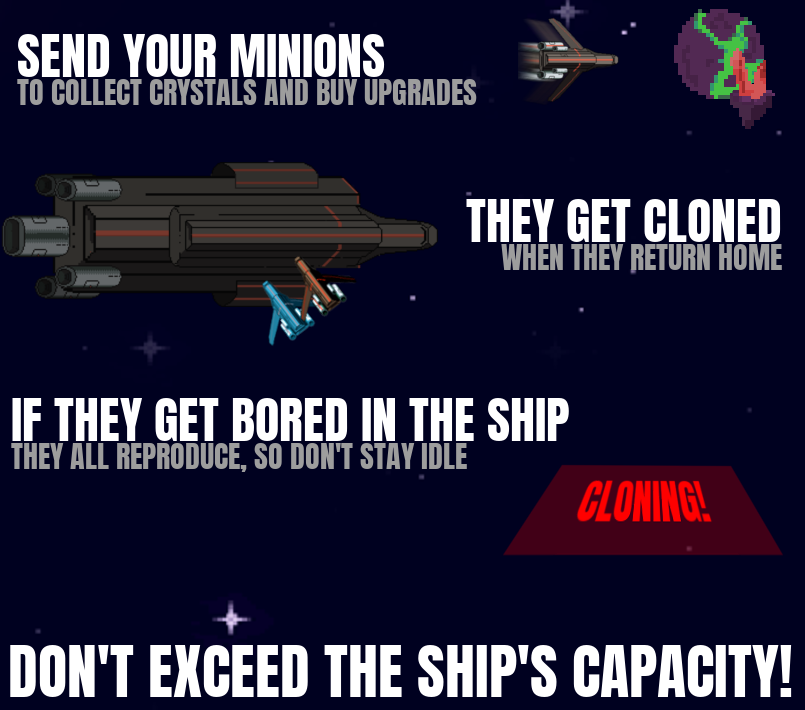 SEND YOUR MINIONS
TO COLLECT CRYSTALS AND BUY UPGRADES
THEY GET CLONED
WHEN THEY RETURN HOME
IF THEY GET BORED IN THE SHIP
THEY ALL REPRODUCE, SO DON'T STAY IDLE
CLONING!
DON'T EXCEED THE SHIP'S CAPACITY!